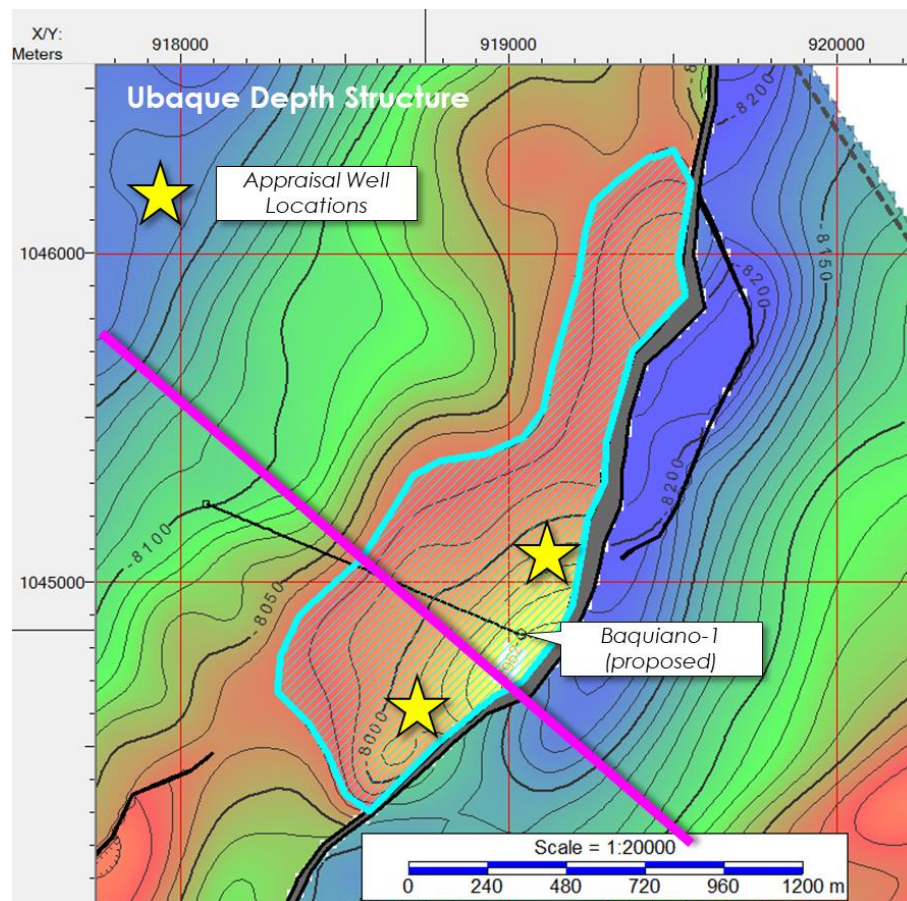 X/Y:
Meters
918000
919000
920000
Ubaque Depth Structure
Appraisal Well
Locations
-8200
-8150
-8200
1046000
-8200
-8100
-8050
1045000
Baquiano-1
(proposed)
8000
Scale = 1:20000
0 240 480 720 960 1200 m